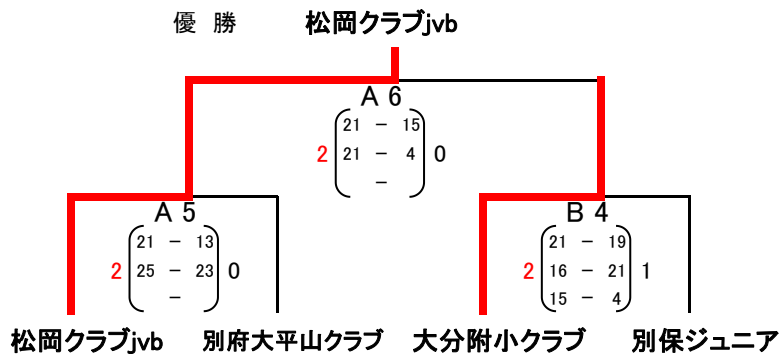 優 勝 松岡クラブjvb
A 6
21 - 15
2 21 - 4 0
-
A 5 B 4
21 - 13 21 - 19
2 25 - 23 0 2 16 - 21 1
- 15 - 4
松岡クラブjvb 別府大平山クラブ 大分附小クラブ 別保ジュニア